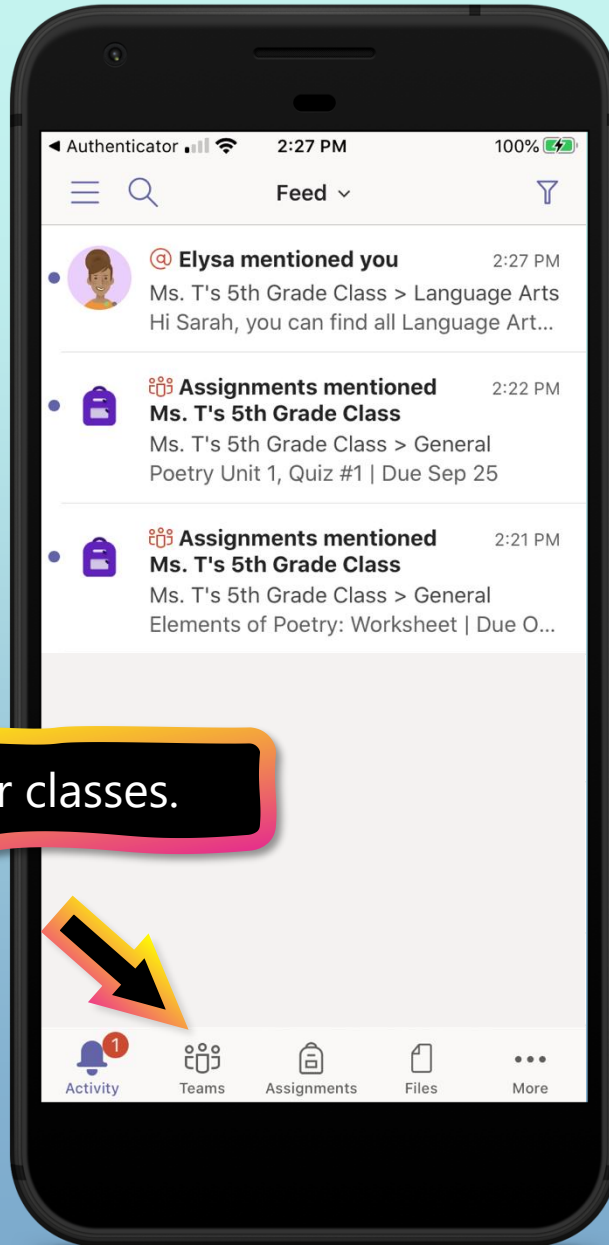 ◄ Authenticator 2:27 PM 100%
Feed
@ Elysa mentioned you 2:27 PM
Ms. T's 5th Grade Class > Language Arts
Hi Sarah, you can find all Language Art...
Assignments mentioned 2:22 PM
Ms. T's 5th Grade Class
Ms. T's 5th Grade Class > General
Poetry Unit 1, Quiz #1 | Due Sep 25
Assignments mentioned 2:21 PM
Ms. T's 5th Grade Class
Ms. T's 5th Grade Class > General
Elements of Poetry: Worksheet | Due O...
r classes.
1
Activity Teams Assignments Files More